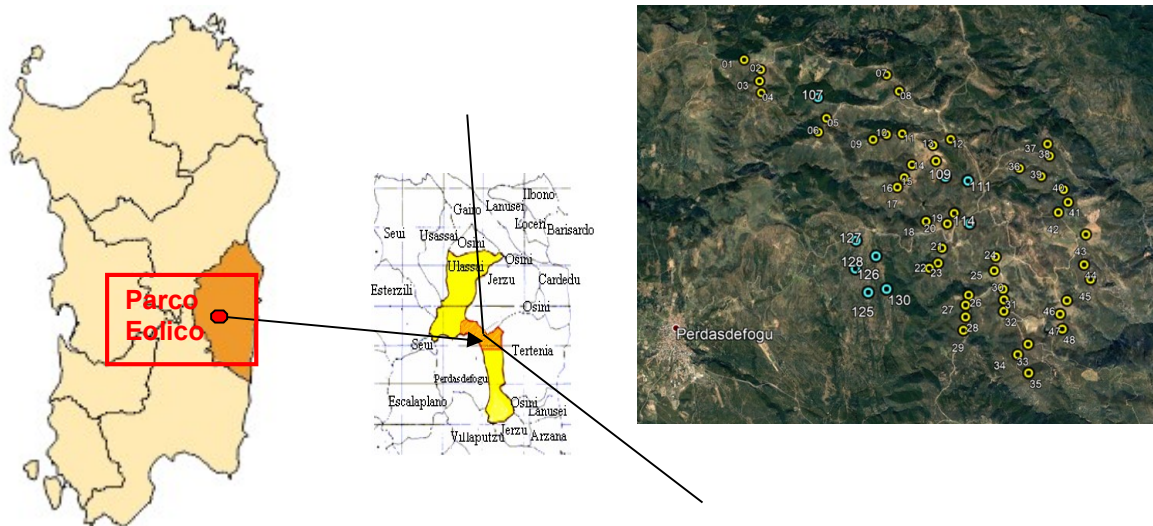 Parco
Eolico
Ilbono
Lanusei
Gairo
Loceri
Barisardo
Seui
Usassai
Osini
Ulassai
Osini
Jerzu
Cardedu
Esterzili
Osini
Seui
Tertenia
Perdasdefogu
Escalaplano
Osini
Lanusei
Jerzu
Villaputzu
Arzana
01
02
03
04
107
05
06
07
08
09
10
11
12
13
14
15
16
17
109
111
36
37
38
39
40
41
42
43
44
45
18
19
20
114
21
22
23
24
25
127
128
126
125
130
26
27
28
29
30
31
32
46
47
48
33
34
35
Perdasdefogu